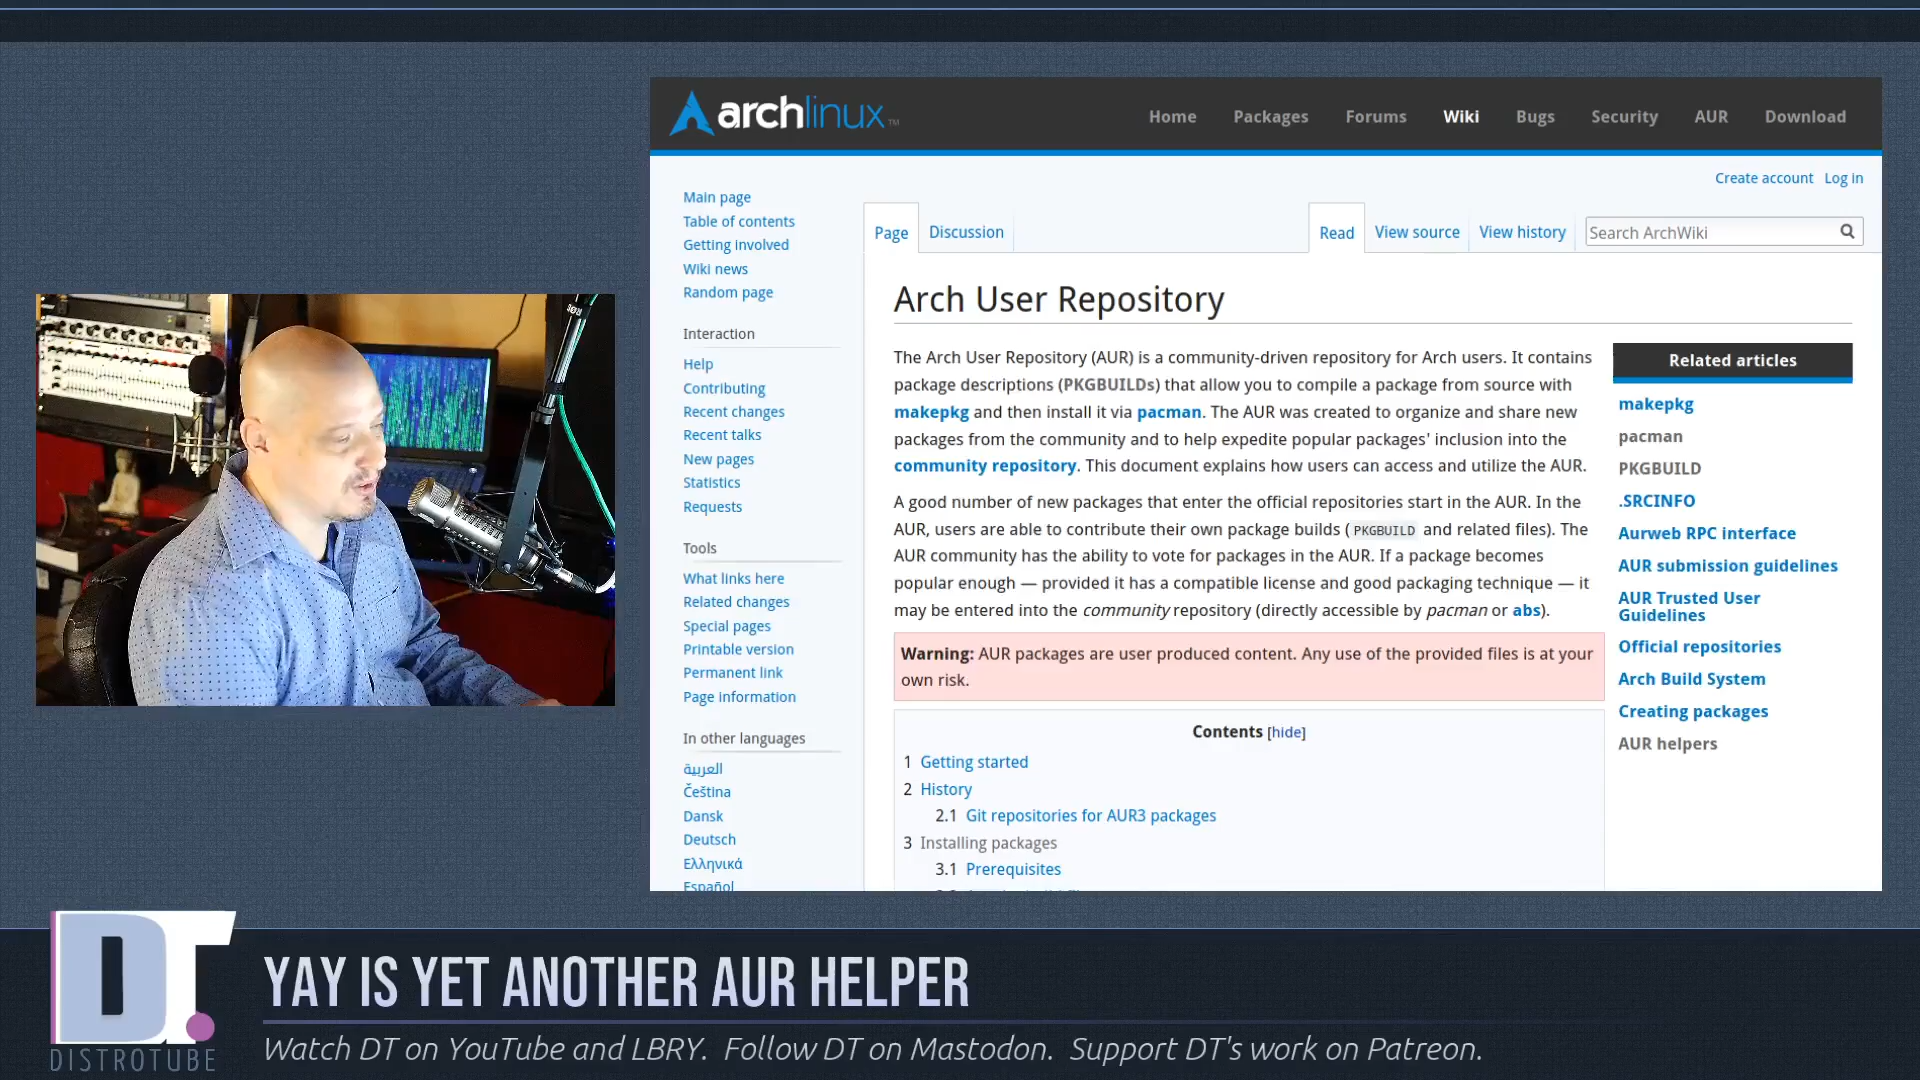 archlinux™
Home Packages Forums Wiki Bugs Security AUR Download
Create account Log in
Main page
Table of contents
Getting involved
Wiki news
Random page
Interaction
Help
Contributing
Recent changes
Recent talks
New pages
Statistics
Requests
Tools
What links here
Related changes
Special pages
Printable version
Permanent link
Page information
In other languages
العربية
Čeština
Dansk
Deutsch
Ελληνικά
Español
Page Discussion Read View source View history Search ArchWiki
Arch User Repository
The Arch User Repository (AUR) is a community-driven repository for Arch users. It contains
package descriptions (PKGBUILDs) that allow you to compile a package from source with
makepkg and then install it via pacman. The AUR was created to organize and share new
packages from the community and to help expedite popular packages' inclusion into the
community repository. This document explains how users can access and utilize the AUR.
A good number of new packages that enter the official repositories start in the AUR. In the
AUR, users are able to contribute their own package builds ( PKGBUILD and related files). The
AUR community has the ability to vote for packages in the AUR. If a package becomes
popular enough — provided it has a compatible license and good packaging technique — it
may be entered into the community repository (directly accessible by pacman or abs).
Warning: AUR packages are user produced content. Any use of the provided files is at your
own risk.
Contents [hide]
1 Getting started
2 History
2.1 Git repositories for AUR3 packages
3 Installing packages
3.1 Prerequisites
Related articles
makepkg
pacman
PKGBUILD
.SRCINFO
Aurweb RPC interface
AUR submission guidelines
AUR Trusted User
Guidelines
Official repositories
Arch Build System
Creating packages
AUR helpers
DT
DISTROTUBE
YAY IS YET ANOTHER AUR HELPER
Watch DT on YouTube and LBRY. Follow DT on Mastodon. Support DT's work on Patreon.